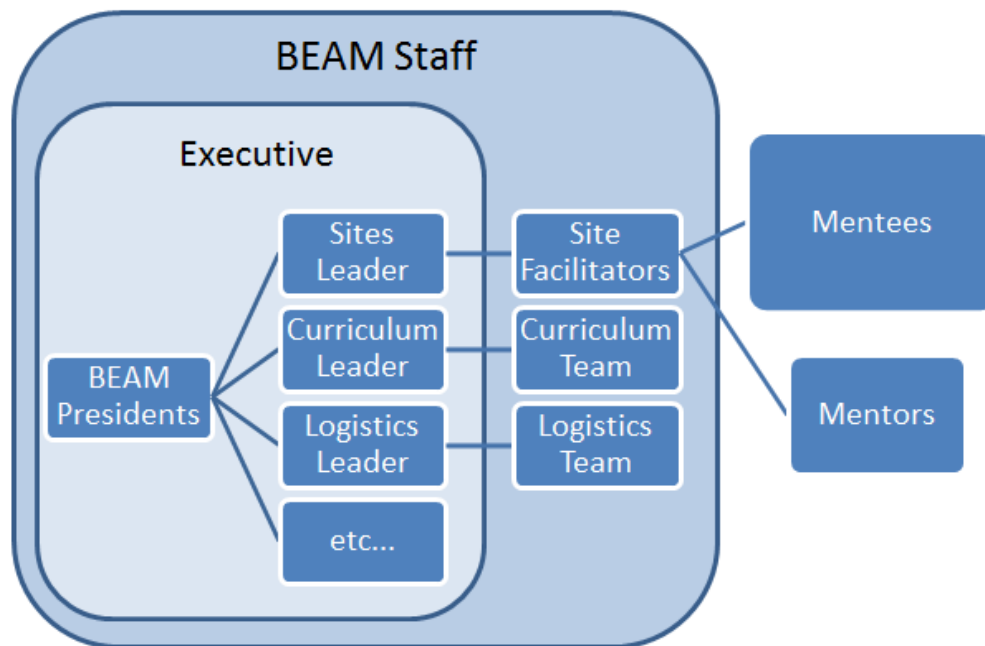 BEAM Staff
Executive
BEAM
Presidents
Sites
Leader
Curriculum
Leader
Logistics
Leader
etc...
Site
Facilitators
Curriculum
Team
Logistics
Team
Mentees
Mentors